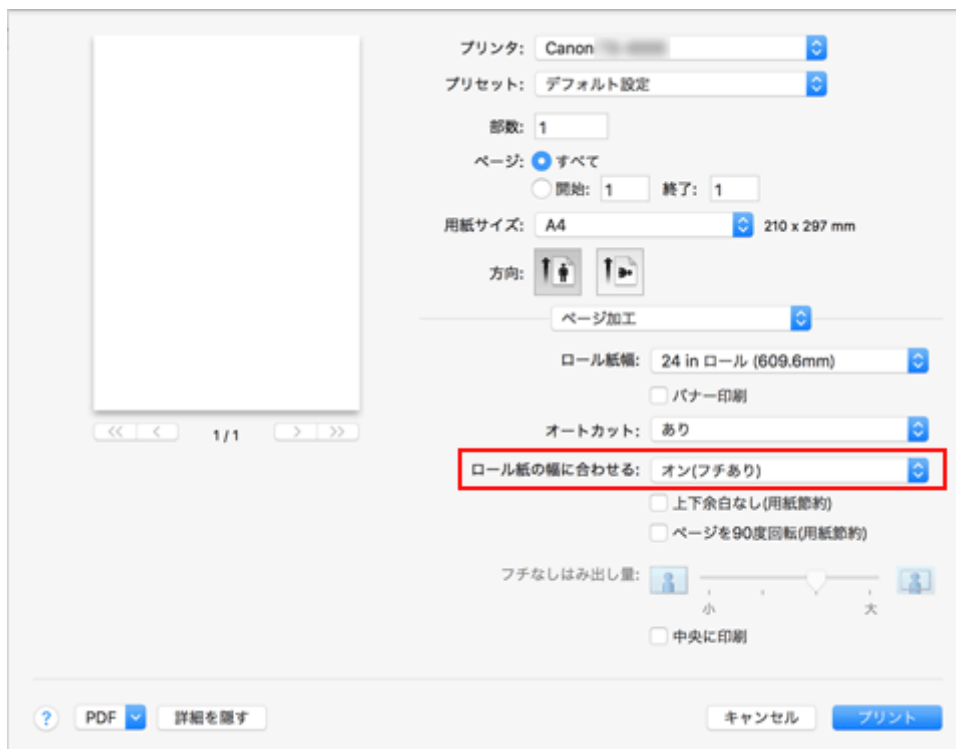 プリンタ: Canon
プリセット: デフォルト設定
部数: 1
ページ: すべて
開始: 1 終了: 1
用紙サイズ: A4 210 x 297 mm
方向:
ページ加工
ロール紙幅: 24 in ロール (609.6mm)
バナー印刷
オートカット: あり
ロール紙の幅に合わせる: オン(フチあり)
上下余白なし(用紙節約)
ページを90度回転(用紙節約)
フチなしはみ出し量:
小 大
中央に印刷
<< < 1 / 1 > >>
? PDF 詳細を隠す キャンセル プリント